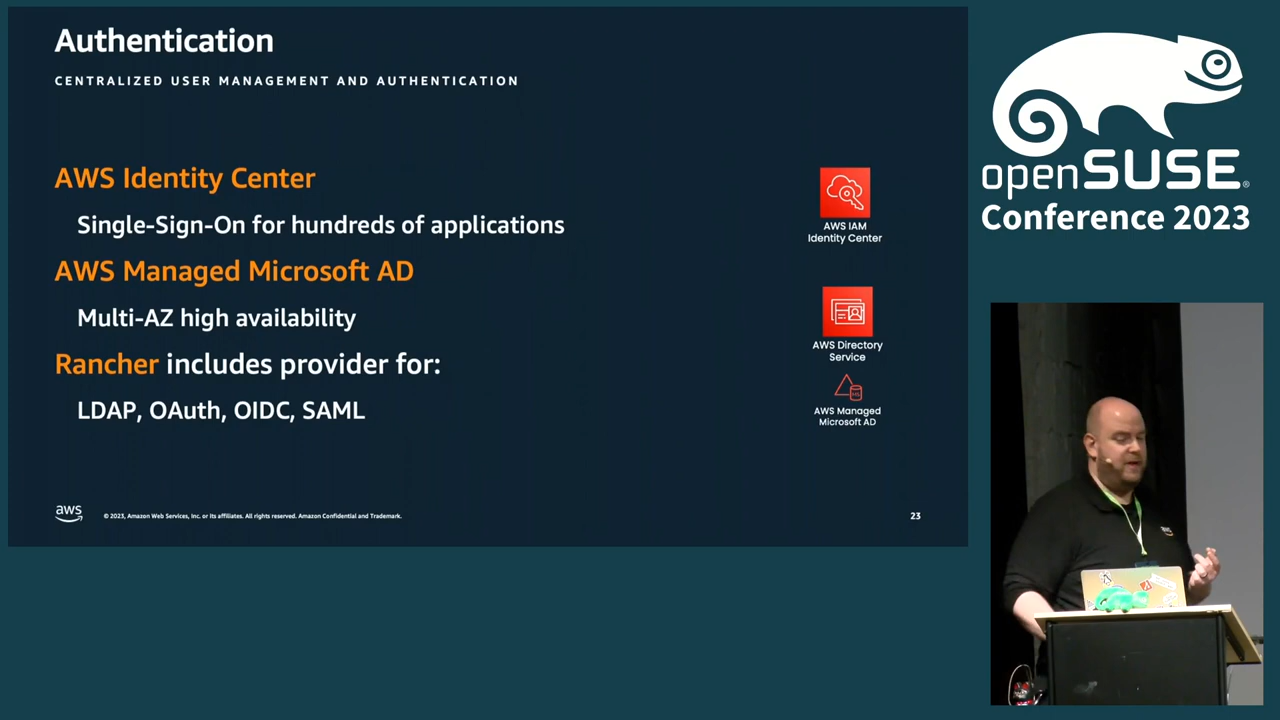 Authentication
CENTRALIZED USER MANAGEMENT AND AUTHENTICATION
AWS Identity Center
Single-Sign-On for hundreds of applications
AWS Managed Microsoft AD
Multi-AZ high availability
Rancher includes provider for:
LDAP, OAuth, OIDC, SAML
AWS IAM
Identity Center
AWS Directory
Service
AWS Managed
Microsoft AD
aws
© 2023, Amazon Web Services, Inc. or Its affiliates. All rights reserved. Amazon Confidential and Trademark.
23
openSUSE®
Conference 2023
aws